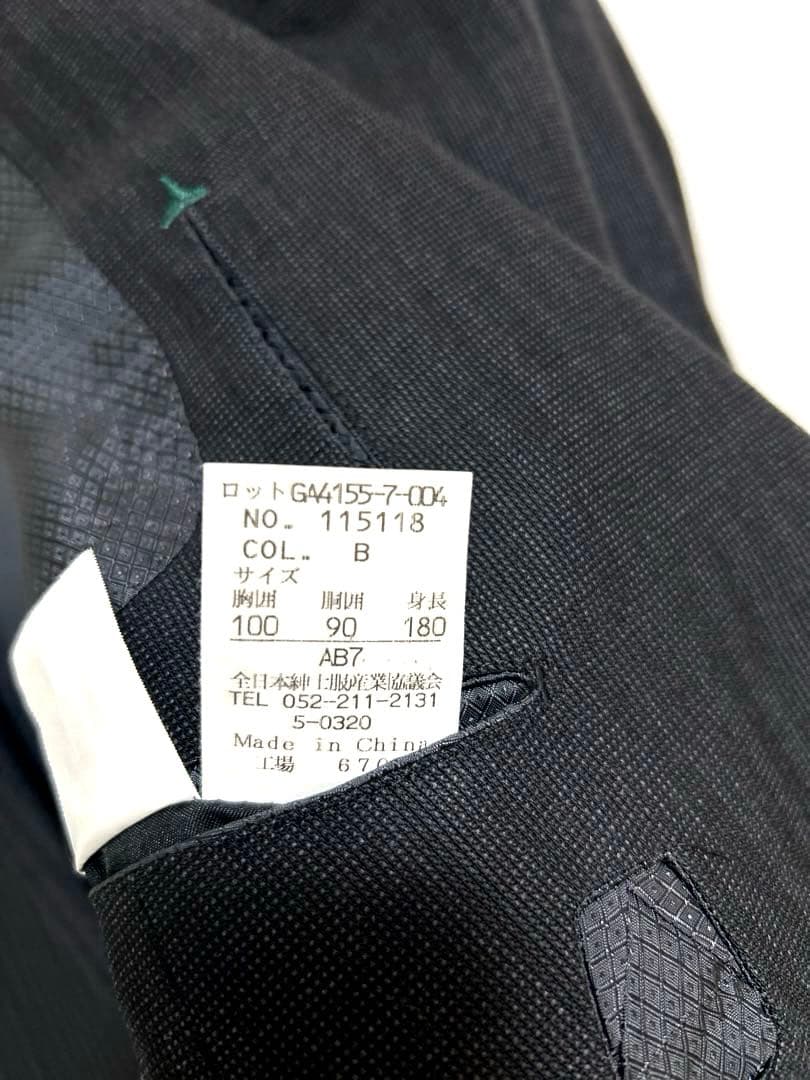 ロットGA4155-7-004
NO. 115118
COL. B
サイズ
胸囲 胴囲 身長
100 90 180
AB7
全日本紳士服産業協議会
TEL 052-211-2131
5-0320
Made in China
工場 670